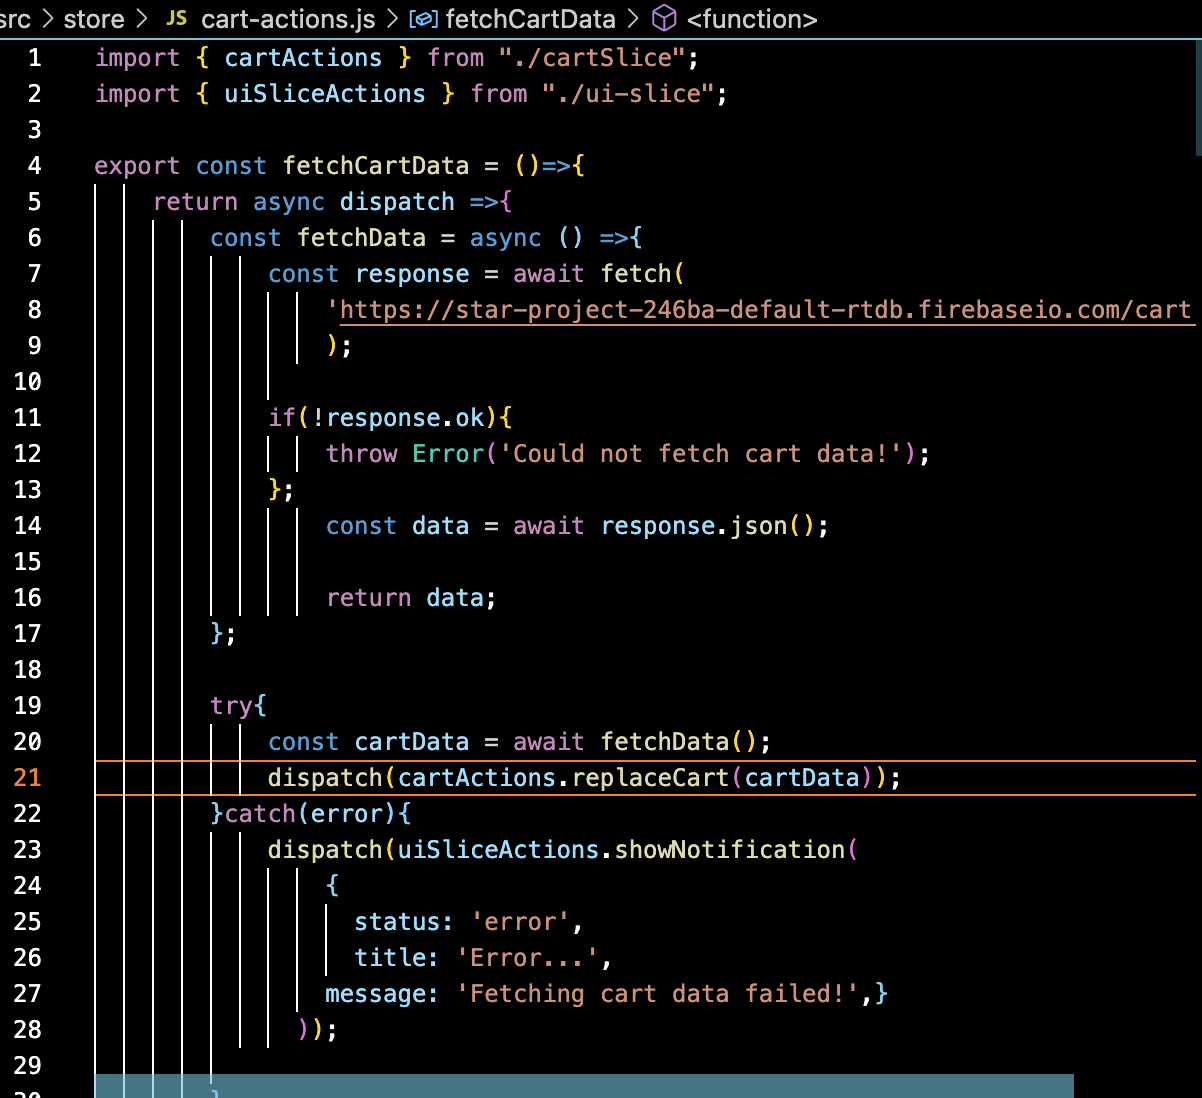 src > store > JS cart-actions.js > fetchCartData > <function>
1 import { cartActions } from "./cartSlice";
2 import { uiSliceActions } from "./ui-slice";
3
4 export const fetchCartData = ()=>{
5 return async dispatch =>{
6 const fetchData = async () =>{
7 const response = await fetch(
8 'https://star-project-246ba-default-rtdb.firebaseio.com/cart
9 );
10
11 if(!response.ok){
12 throw Error('Could not fetch cart data!');
13 };
14 const data = await response.json();
15
16 return data;
17 };
18
19 try{
20 const cartData = await fetchData();
21 dispatch(cartActions.replaceCart(cartData));
22 }catch(error){
23 dispatch(uiSliceActions.showNotification(
24 {
25 status: 'error',
26 title: 'Error...',
27 message: 'Fetching cart data failed!',}
28 ));
29